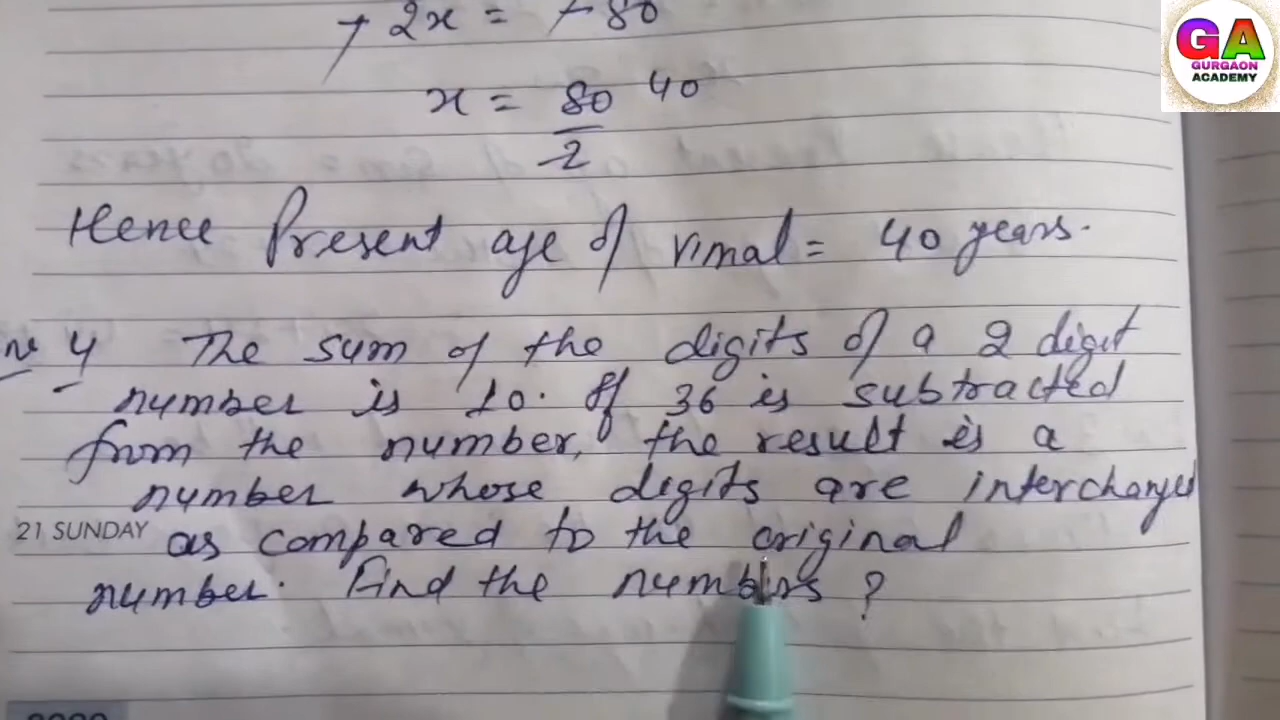 GA
GURGAON
ACADEMY
- 2x = - 80
x = 80 40
2
Hence Present age of vimal = 40 years.
4 The sum of the digits of a 2 digit
number is 10. If 36 is subtracted
from the number, the result is a
number whose digits are interchanged
21 SUNDAY as compared to the original
number. Find the numbers ?